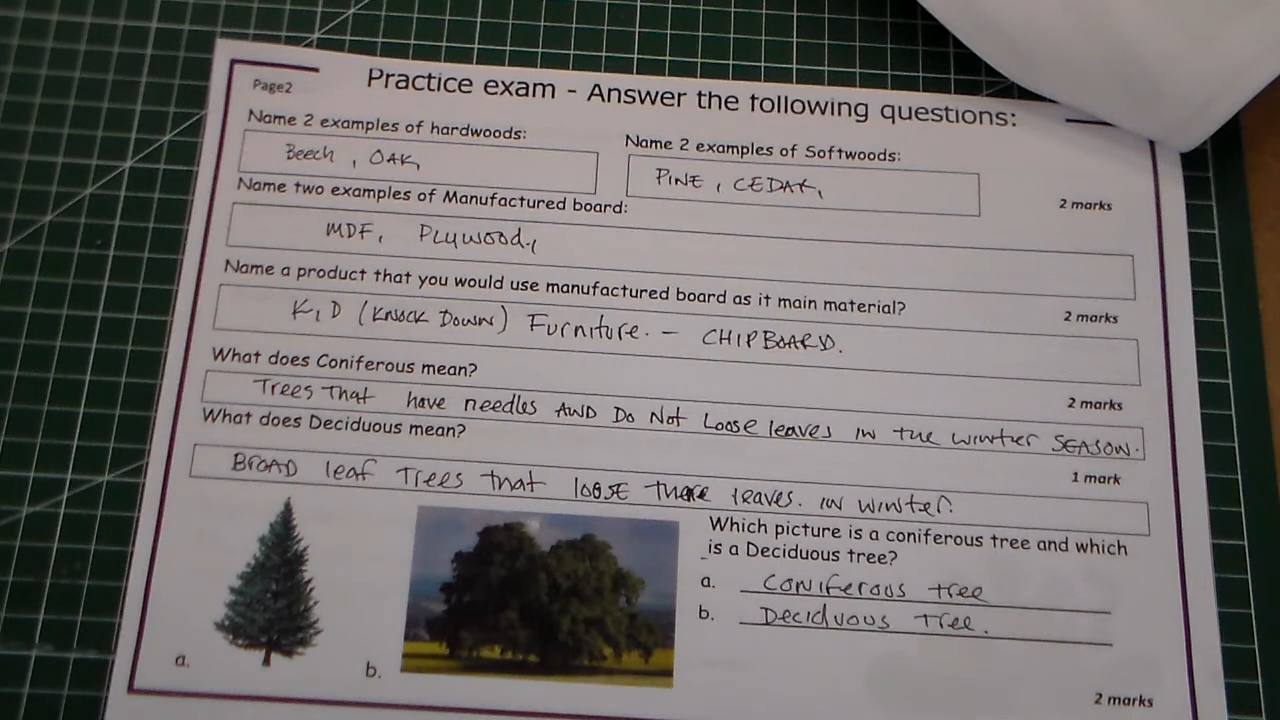 Page2
Practice exam - Answer the following questions:
Name 2 examples of hardwoods:
Beech , OAK,
Name 2 examples of Softwoods:
PINE , CEDAR,
2 marks
Name two examples of Manufactured board:
MDF, Plywood,
2 marks
Name a product that you would use manufactured board as it main material?
K,D (Knock Down) Furniture. - CHIPBOARD.
2 marks
What does Coniferous mean?
Trees That have needles AND Do Not Loose leaves in the winter SEASON.
1 mark
What does Deciduous mean?
BROAD leaf Trees that loose there leaves. in winter.
Which picture is a coniferous tree and which
is a Deciduous tree?
a. Coniferous tree
b. Deciduous Tree.
a.
b.
2 marks